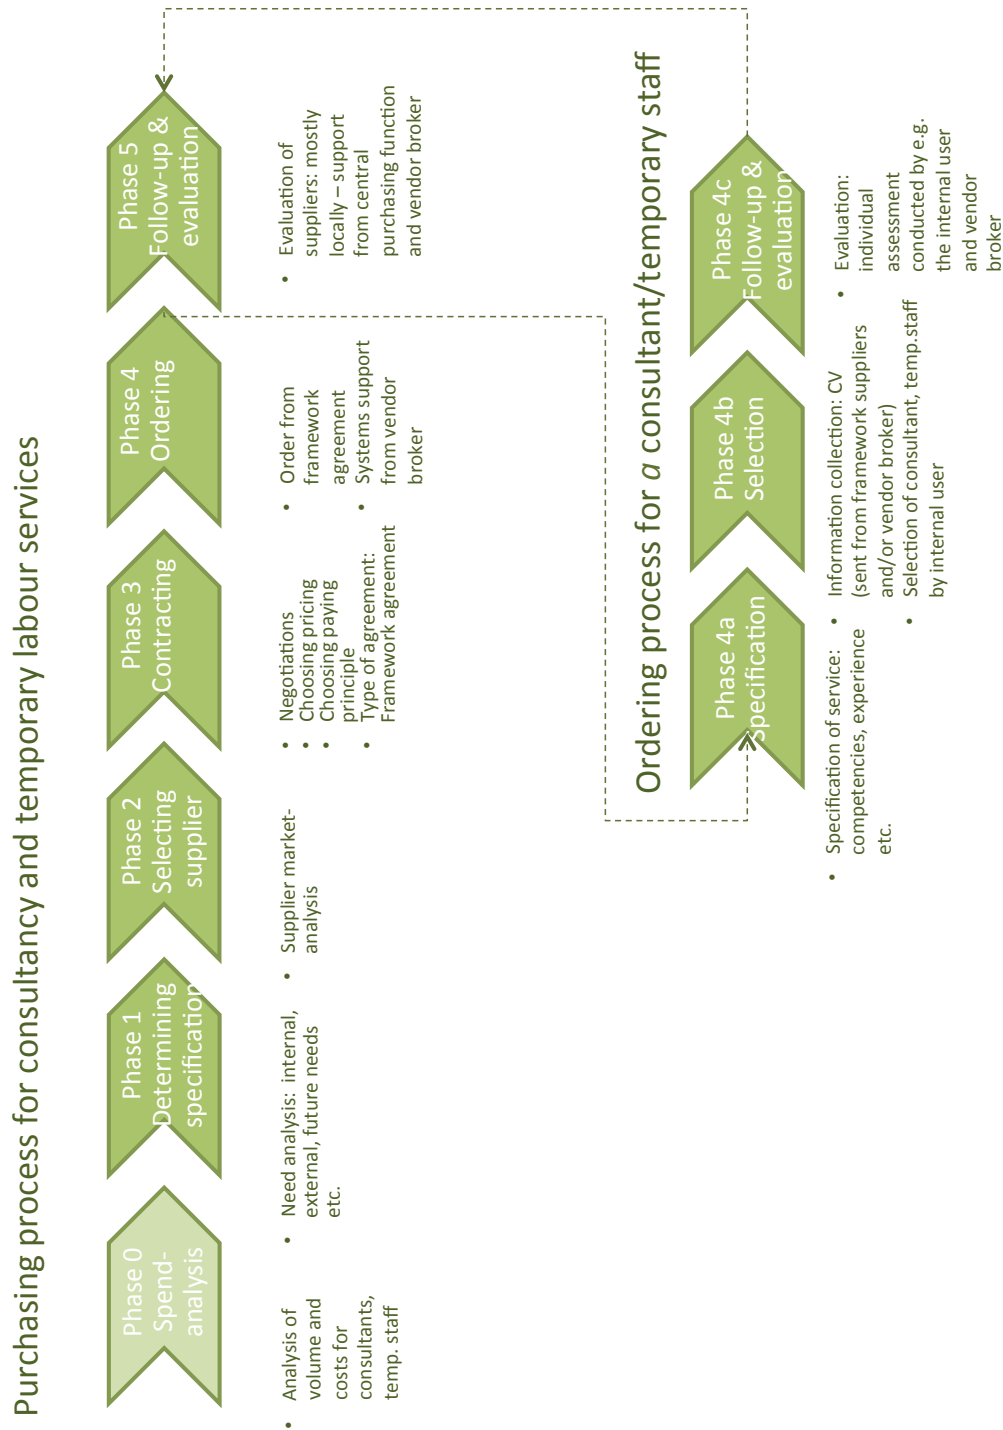 Purchasing process for consultancy and temporary labour services
Phase 0
Spend-
analysis
Phase 1
Determining
specification
Phase 2
Selecting
supplier
Phase 3
Contracting
Phase 4
Ordering
Phase 5
Follow-up &
evaluation
• Analysis of
volume and
costs for
consultants,
temp. staff
• Need analysis: internal,
external, future needs
etc.
• Supplier market-
analysis
• Negotiations
• Choosing pricing
• Choosing paying
principle
• Type of agreement:
Framework agreement
• Order from
framework
agreement
• Systems support
from vendor
broker
• Evaluation of
suppliers: mostly
locally – support
from central
purchasing function
and vendor broker
Ordering process for a consultant/temporary staff
Phase 4a
Specification
Phase 4b
Selection
Phase 4c
Follow-up &
evaluation
• Specification of service:
competencies, experience
etc.
• Information collection: CV
(sent from framework suppliers
and/or vendor broker)
• Selection of consultant, temp.staff
by internal user
• Evaluation:
individual
assessment
conducted by e.g.
the internal user
and vendor
broker